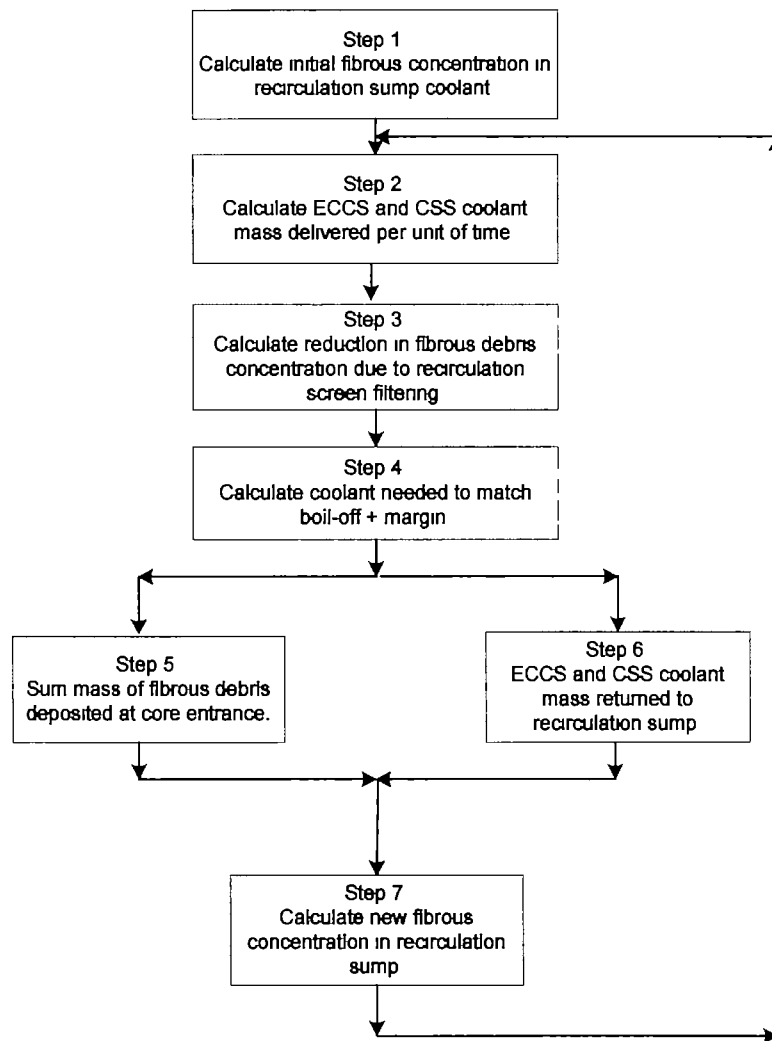 Step 1
Calculate initial fibrous concentration in
recirculation sump coolant
Step 2
Calculate ECCS and CSS coolant
mass delivered per unit of time
Step 3
Calculate reduction in fibrous debris
concentration due to recirculation
screen filtering
Step 4
Calculate coolant needed to match
boil-off + margin
Step 5
Sum mass of fibrous debris
deposited at core entrance.
Step 6
ECCS and CSS coolant
mass returned to
recirculation sump
Step 7
Calculate new fibrous
concentration in recirculation
sump